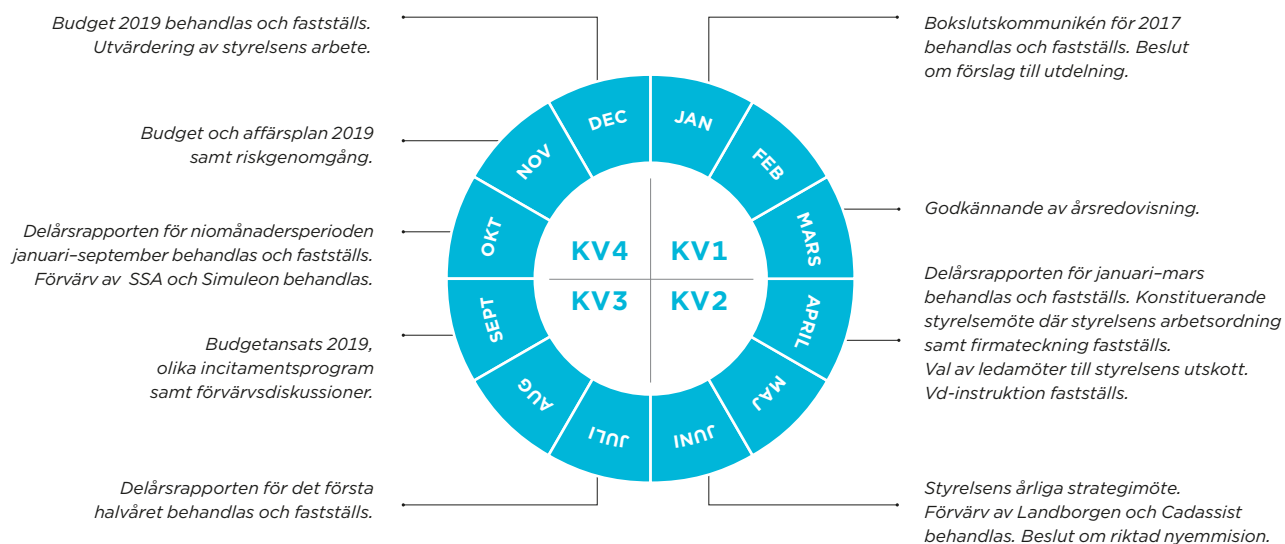 Budget 2019 behandlas och fastställs.
Utvärdering av styrelsens arbete.
Budget och affärsplan 2019
samt riskgenomgång.
Delårsrapporten för niomånadersperioden
januari–september behandlas och fastställs.
Förvärv av SSA och Simuleon behandlas.
Budgetansats 2019,
olika incitamentsprogram
samt förvärvsdiskussioner.
Delårsrapporten för det första
halvåret behandlas och fastställs.
JAN
FEB
MARS
APRIL
MAJ
JUNI
JULI
AUG
SEPT
OKT
NOV
DEC
KV4
KV1
KV3
KV2
Bokslutskommunikén för 2017
behandlas och fastställs. Beslut
om förslag till utdelning.
Godkännande av årsredovisning.
Delårsrapporten för januari–mars
behandlas och fastställs. Konstituerande
styrelsemöte där styrelsens arbetsordning
samt firmateckning fastställs.
Val av ledamöter till styrelsens utskott.
Vd-instruktion fastställs.
Styrelsens årliga strategimöte.
Förvärv av Landborgen och Cadassist
behandlas. Beslut om riktad nyemmision.